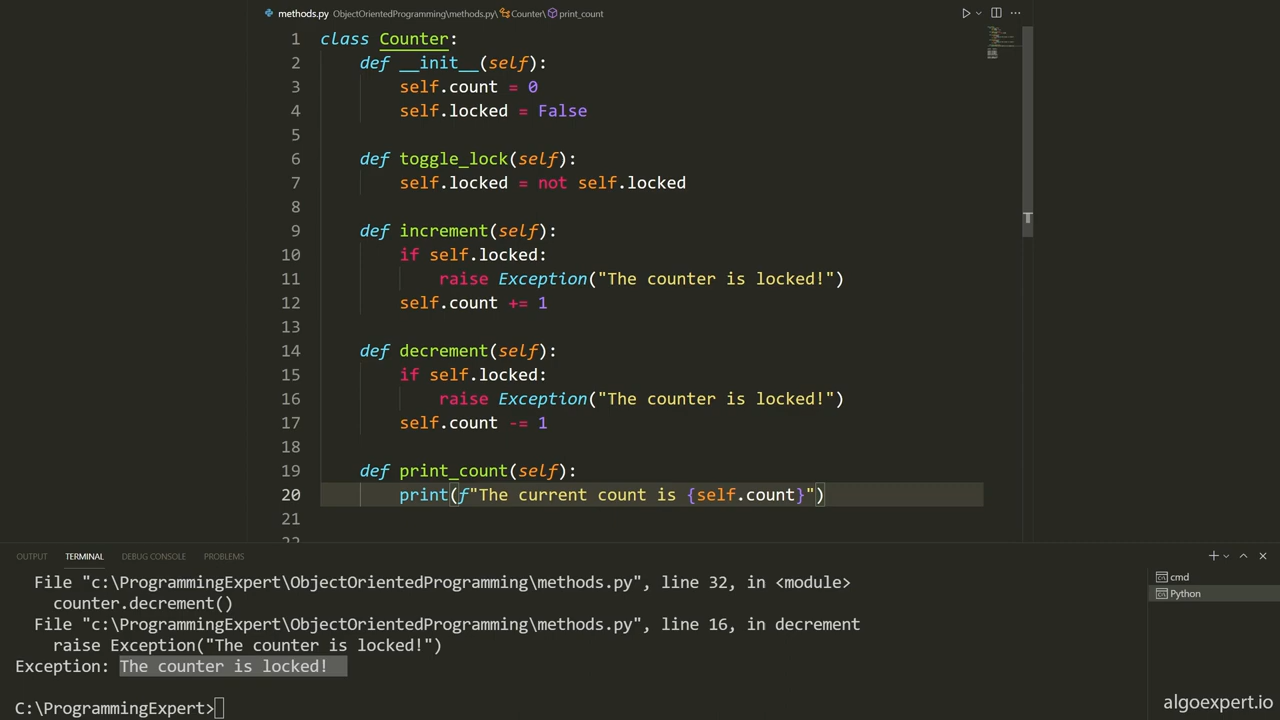 methods.py ObjectOrientedProgramming\methods.py\Counter\print_count
1 class Counter:
2     def __init__(self):
3         self.count = 0
4         self.locked = False
5
6     def toggle_lock(self):
7         self.locked = not self.locked
8
9     def increment(self):
10         if self.locked:
11             raise Exception("The counter is locked!")
12         self.count += 1
13
14     def decrement(self):
15         if self.locked:
16             raise Exception("The counter is locked!")
17         self.count -= 1
18
19     def print_count(self):
20         print(f"The current count is {self.count}")
21
22
OUTPUT TERMINAL DEBUG CONSOLE PROBLEMS
File "c:\ProgrammingExpert\ObjectOrientedProgramming\methods.py", line 32, in <module>
counter.decrement()
File "c:\ProgrammingExpert\ObjectOrientedProgramming\methods.py", line 16, in decrement
raise Exception("The counter is locked!")
Exception: The counter is locked!
C:\ProgrammingExpert>
cmd
Python
algoexpert.io